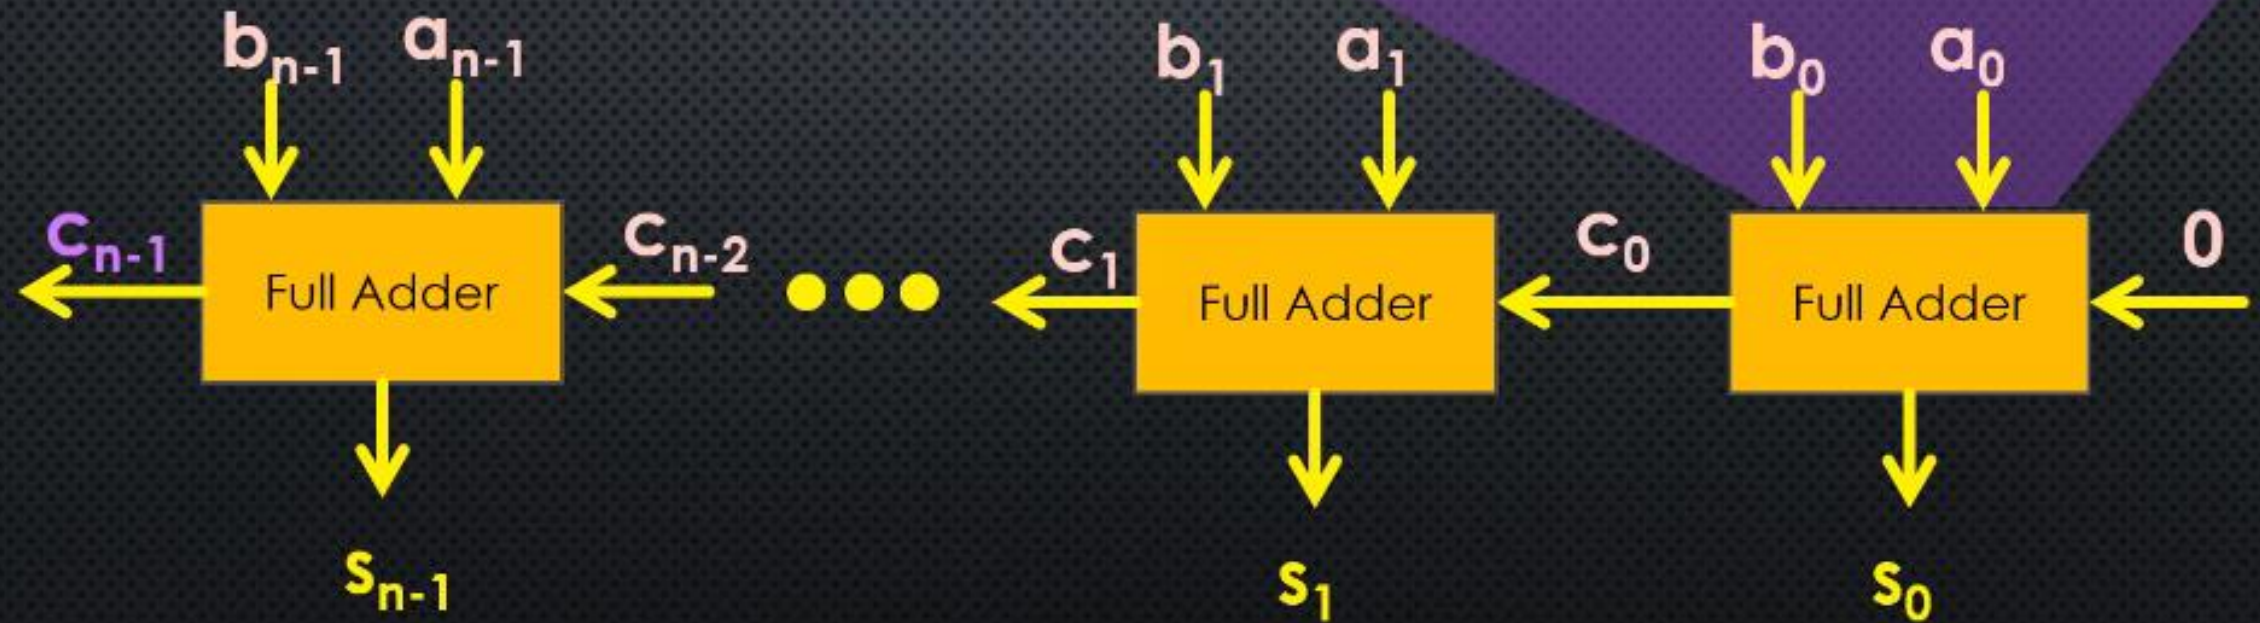 bₙ₋₁ aₙ₋₁ b₁ a₁ b₀ a₀
cₙ₋₁ Full Adder cₙ₋₂ c₁ Full Adder c₀ Full Adder 0
sₙ₋₁ s₁ s₀